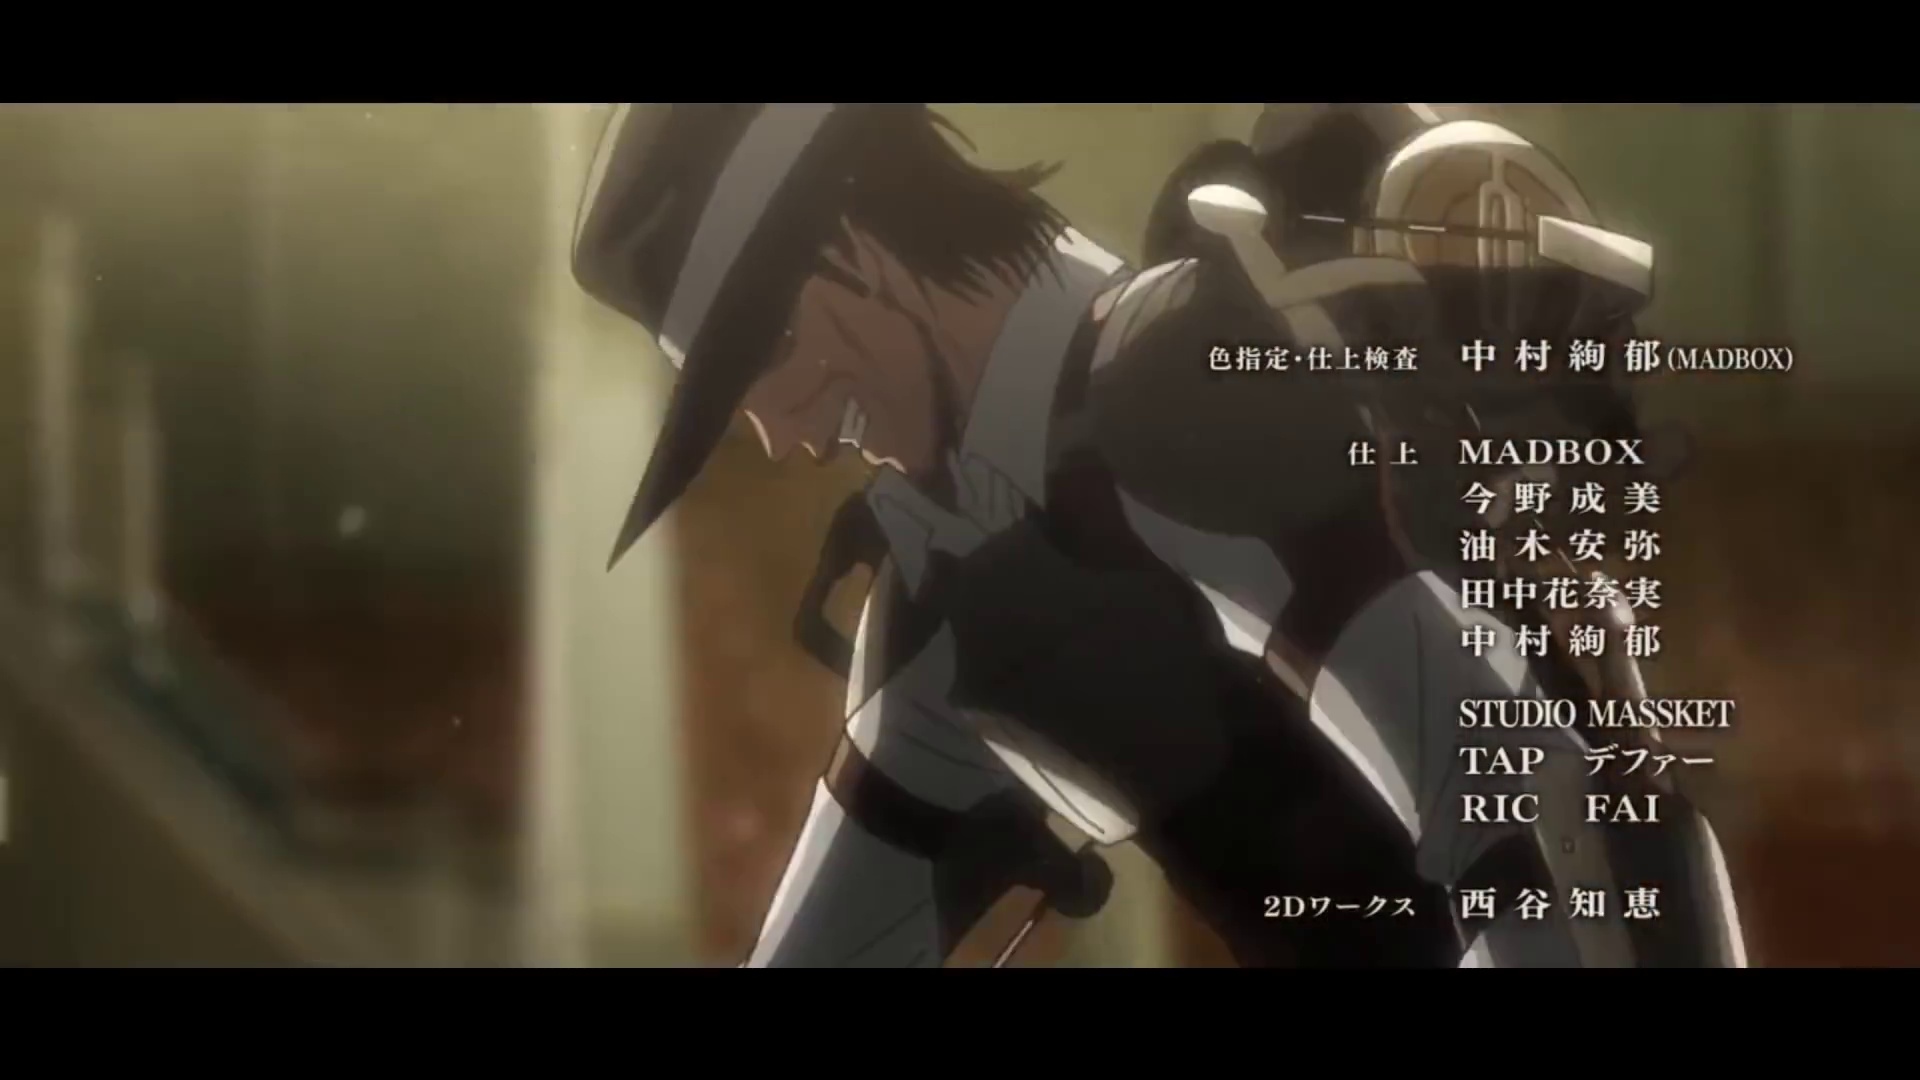 色指定・仕上検査 中村絢郁(MADBOX)
仕上 MADBOX
今野成美
油木安弥
田中花奈実
中村絢郁
STUDIO MASSKET
TAP デファー
RIC FAI
2Dワークス 西谷知恵